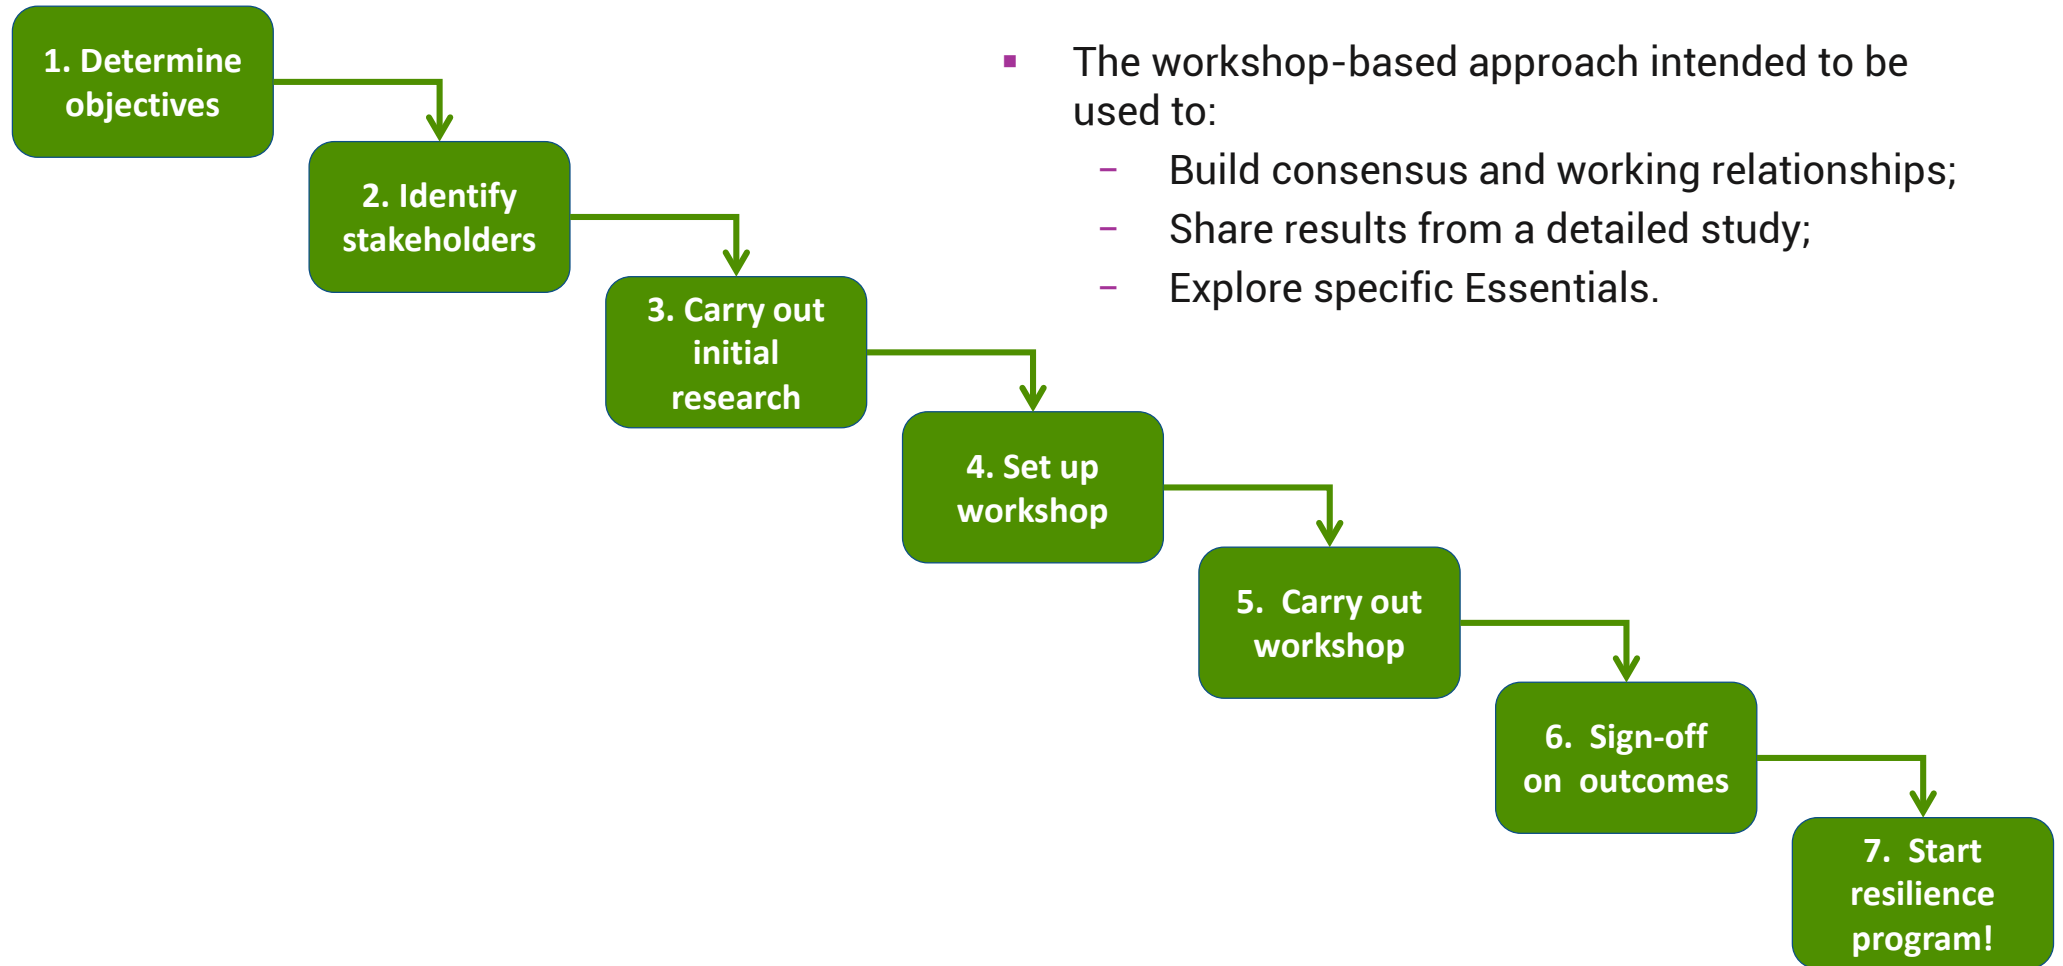 1. Determine
objectives
2. Identify
stakeholders
3. Carry out
initial
research
4. Set up
workshop
5. Carry out
workshop
6. Sign-off
on outcomes
7. Start
resilience
program!
▪ The workshop-based approach intended to be
used to:
− Build consensus and working relationships;
− Share results from a detailed study;
− Explore specific Essentials.